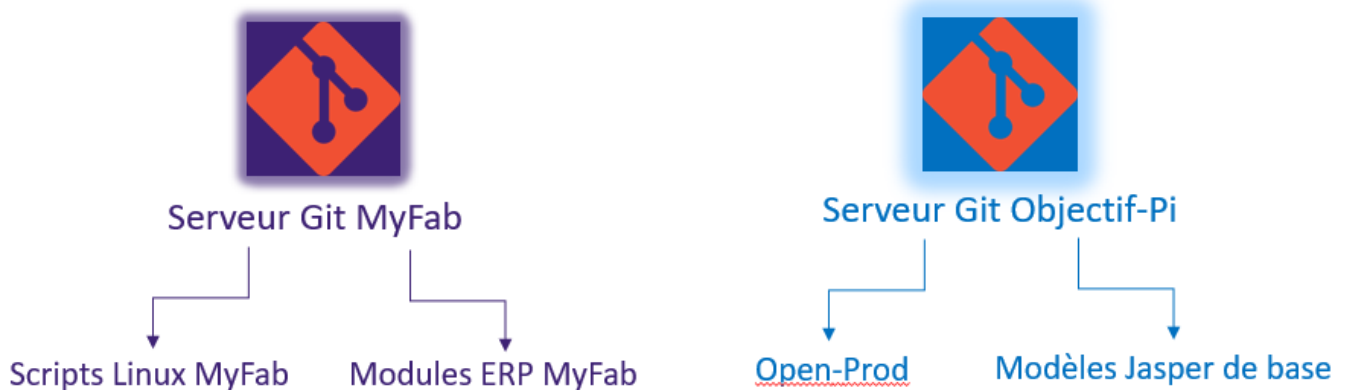 Serveur Git MyFab
Serveur Git Objectif-Pi
Scripts Linux MyFab
Modules ERP MyFab
Open-Prod
Modèles Jasper de base